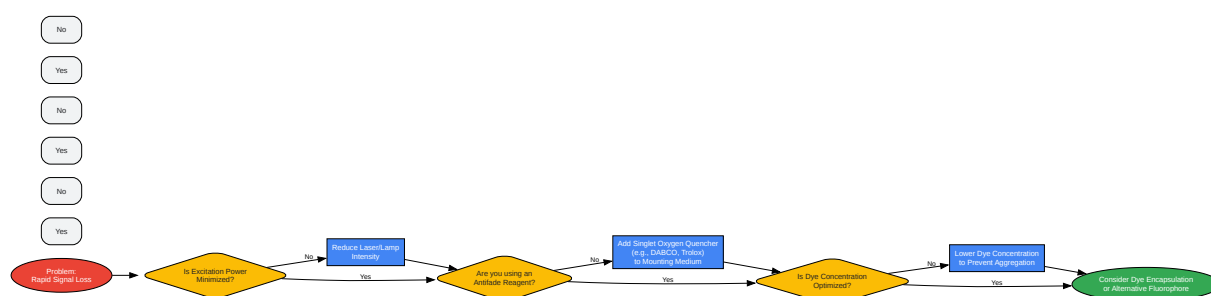 No
Yes
No
Yes
No
Yes
Problem:
Rapid Signal Loss
Is Excitation Power
Minimized?
No
Yes
Reduce Laser/Lamp
Intensity
Are you using an
Antifade Reagent?
No
Yes
Add Singlet Oxygen Quencher
(e.g., DABCO, Trolox)
to Mounting Medium
Is Dye Concentration
Optimized?
No
Yes
Lower Dye Concentration
to Prevent Aggregation
Consider Dye Encapsulation
or Alternative Fluorophore